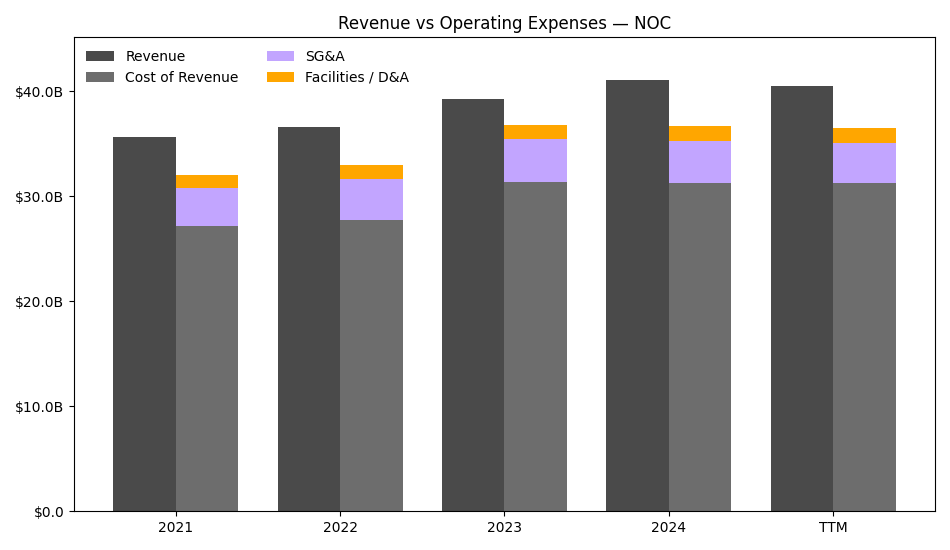 Revenue vs Operating Expenses — NOC
Revenue
Cost of Revenue
SG&A
Facilities / D&A
$40.0B
$30.0B
$20.0B
$10.0B
$0.0
2021 2022 2023 2024 TTM